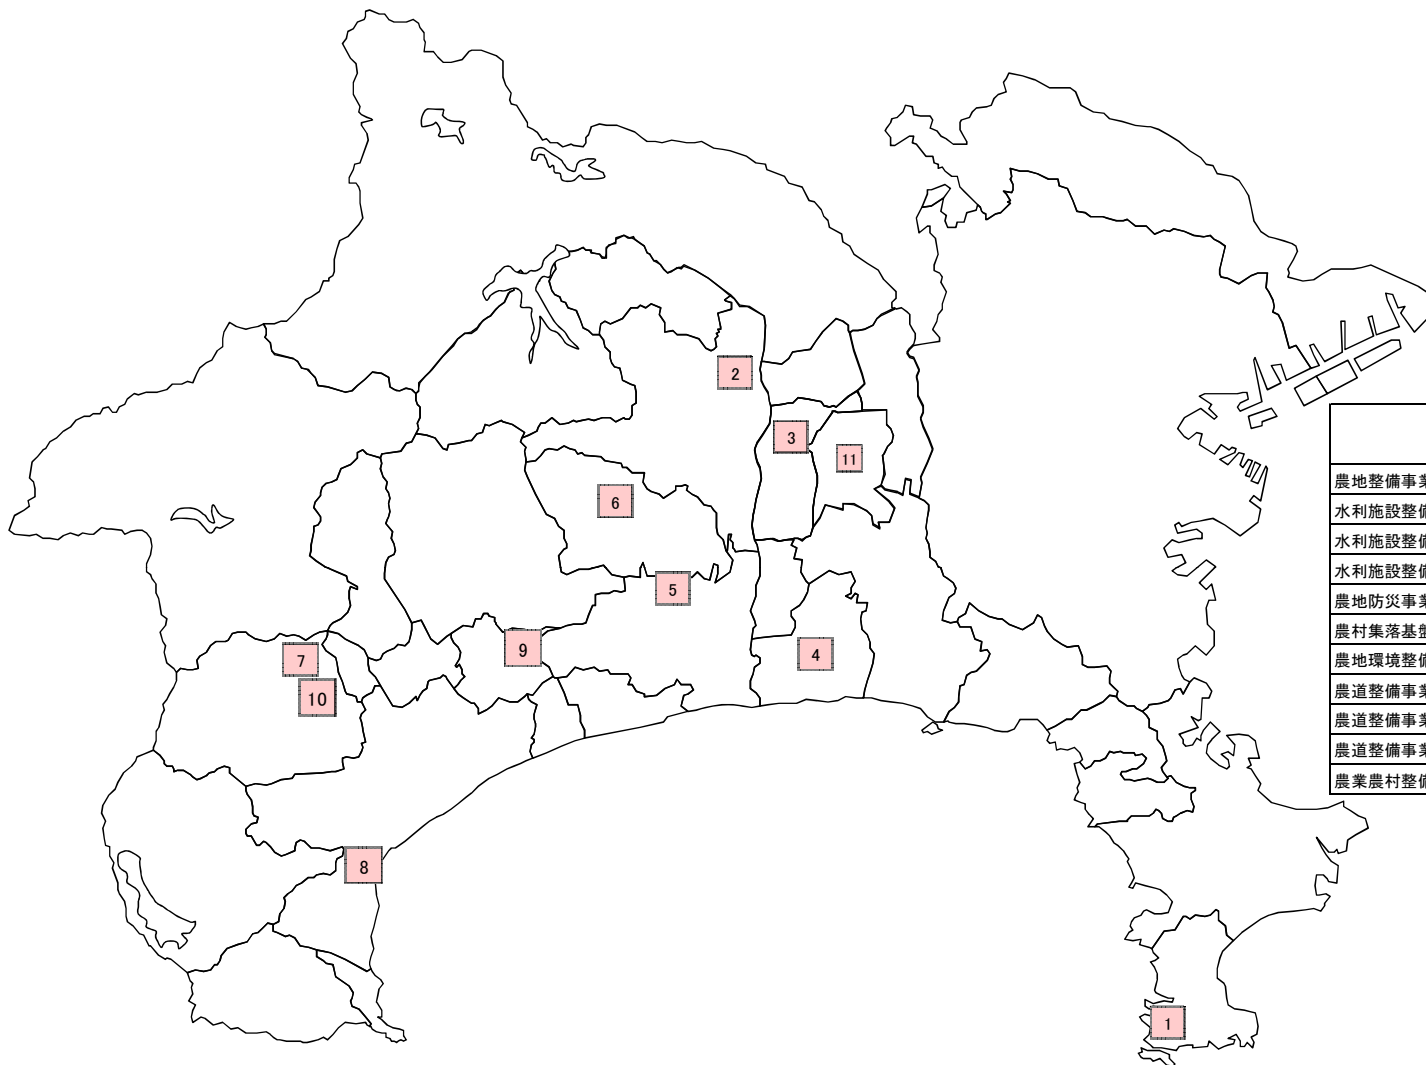 2
3
11
6
5
9
4
7
10
8
1
農地整備事業
水利施設整備
水利施設整備
水利施設整備
農地防災事業
農村集落基盤
農地環境整備
農道整備事業
農道整備事業
農道整備事業
農業農村整備